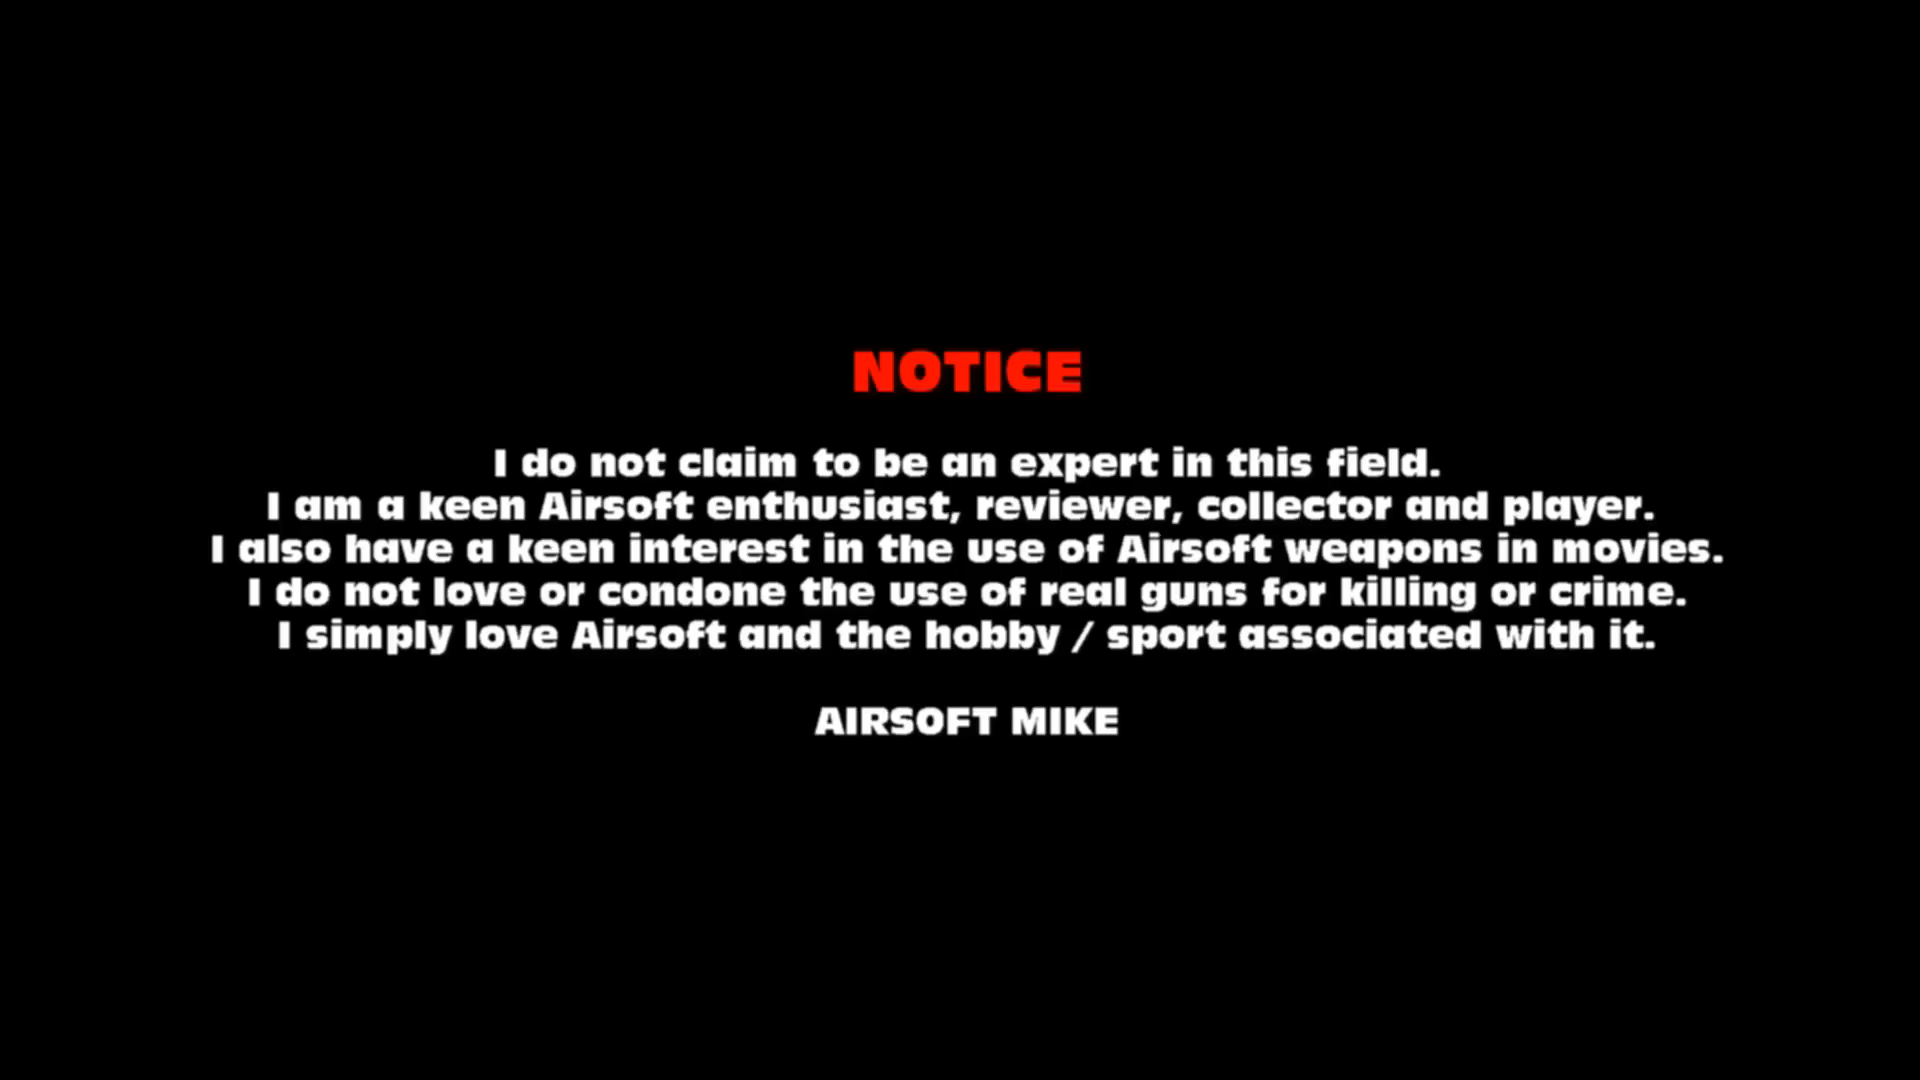 NOTICE
I do not claim to be an expert in this field.
I am a keen Airsoft enthusiast, reviewer, collector and player.
I also have a keen interest in the use of Airsoft weapons in movies.
I do not love or condone the use of real guns for killing or crime.
I simply love Airsoft and the hobby / sport associated with it.
AIRSOFT MIKE